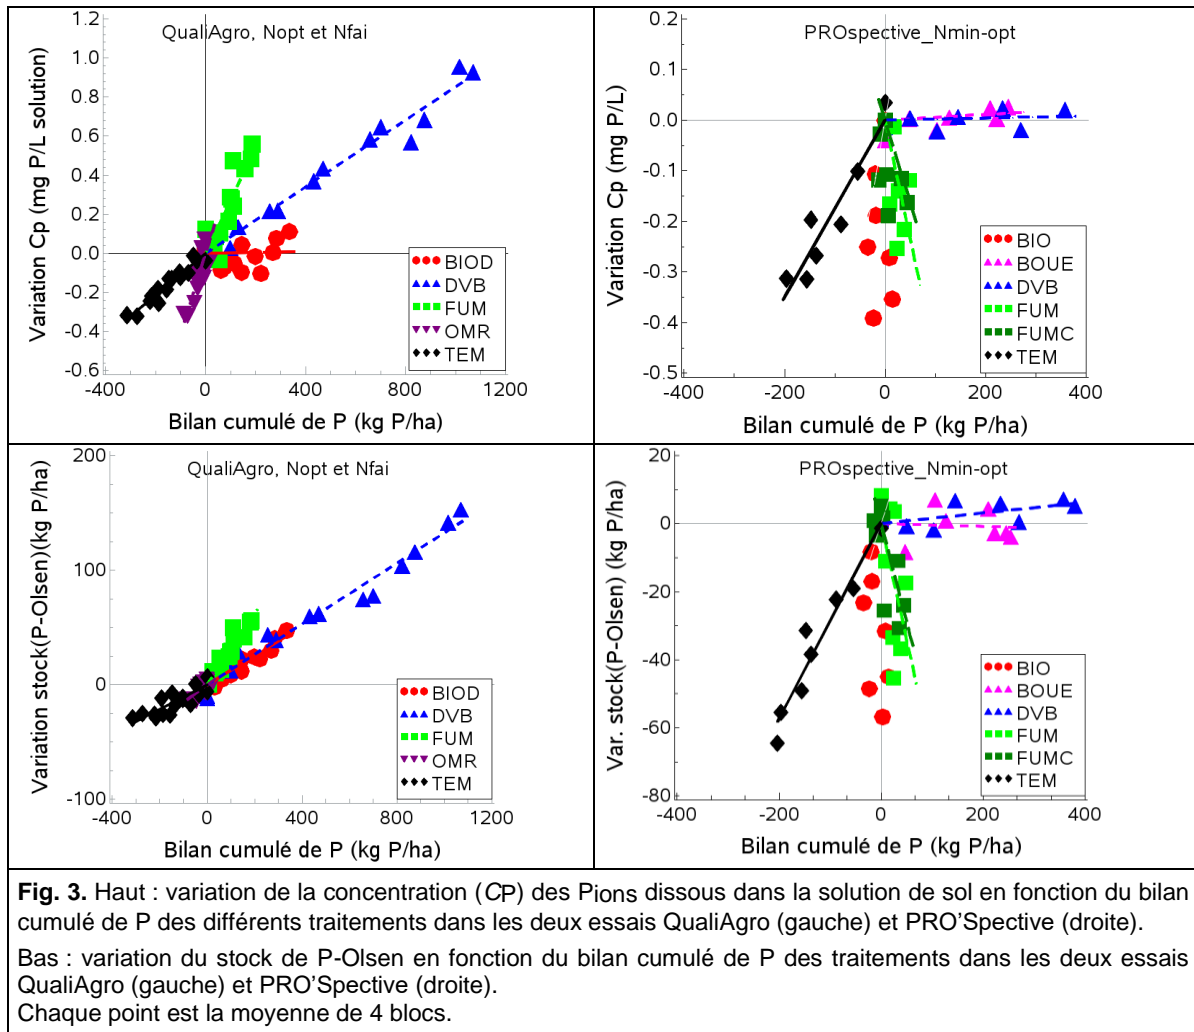 QualiAgro, Nopt et Nfai
Variation Cp (mg P/L solution)
1.2
1.0
0.8
0.6
0.4
0.2
0.0
-0.2
-0.4
-0.6
-400
0
400
800
1200
Bilan cumulé de P (kg P/ha)
BIOD
DVB
FUM
OMR
TEM
PROspective_Nmin-opt
Variation Cp (mg P/L)
0.2
0.1
0.0
-0.1
-0.2
-0.3
-0.4
-0.5
-400
-200
0
200
400
Bilan cumulé de P (kg P/ha)
BIO
BOUE
DVB
FUM
FUMC
TEM
QualiAgro, Nopt et Nfai
Variation stock(P-Olsen)(kg P/ha)
200
100
0
-100
-400
0
400
800
1200
Bilan cumulé de P (kg P/ha)
BIOD
DVB
FUM
OMR
TEM
PROspective_Nmin-opt
Var. stock(P-Olsen) (kg P/ha)
20
0
-20
-40
-60
-80
-400
-200
0
200
400
Bilan cumulé de P (kg P/ha)
BIO
BOUE
DVB
FUM
FUMC
TEM
Fig. 3. Haut : variation de la concentration (CP) des Pions dissous dans la solution de sol en fonction du bilan
cumulé de P des différents traitements dans les deux essais QualiAgro (gauche) et PRO'Spective (droite).
Bas : variation du stock de P-Olsen en fonction du bilan cumulé de P des traitements dans les deux essais
QualiAgro (gauche) et PRO'Spective (droite).
Chaque point est la moyenne de 4 blocs.